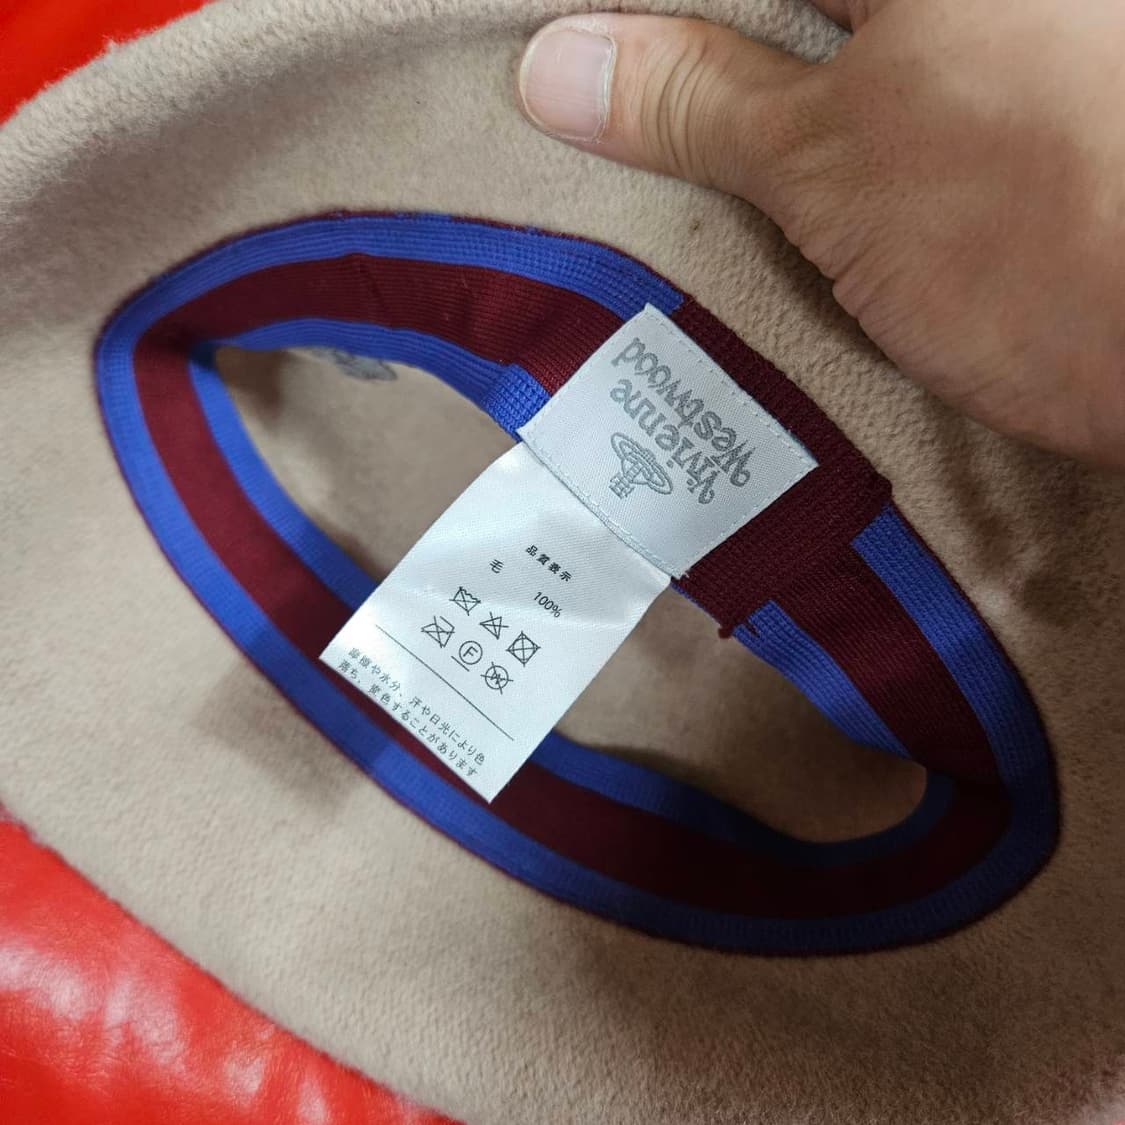 Vivienne
Westwood
品質表示
毛 100%
F
W
摩擦や水分、汗や日光により色
落ち、変色することがあります